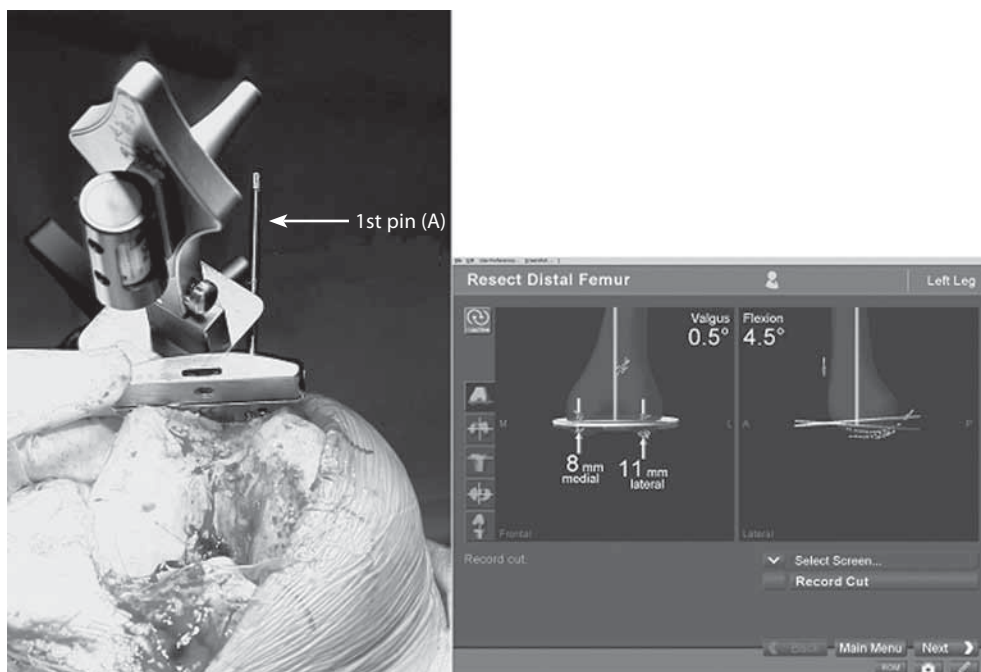 1st pin (A)
Resect Distal Femur
Left Leg
Valgus
0.5°
Flexion
4.5°
M
L
A
P
8 mm
medial
11 mm
lateral
Frontal
Lateral
Record cut.
Select Screen...
Record Cut
Back
Main Menu
Next
ROM